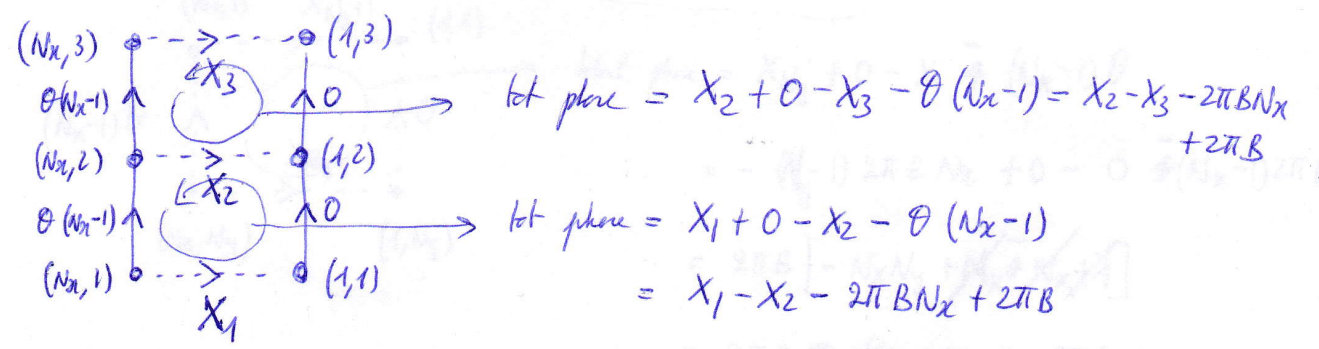 (Nx, 3) (1, 3)
X3
θ(Nx-1) 0 tot phase = X2 + 0 - X3 - θ(Nx-1) = X2 - X3 - 2πBNx
+ 2πB
(Nx, 2) (1, 2)
X2
θ(Nx-1) 0 tot phase = X1 + 0 - X2 - θ(Nx-1)
(Nx, 1) (1, 1) = X1 - X2 - 2πBNx + 2πB
X1